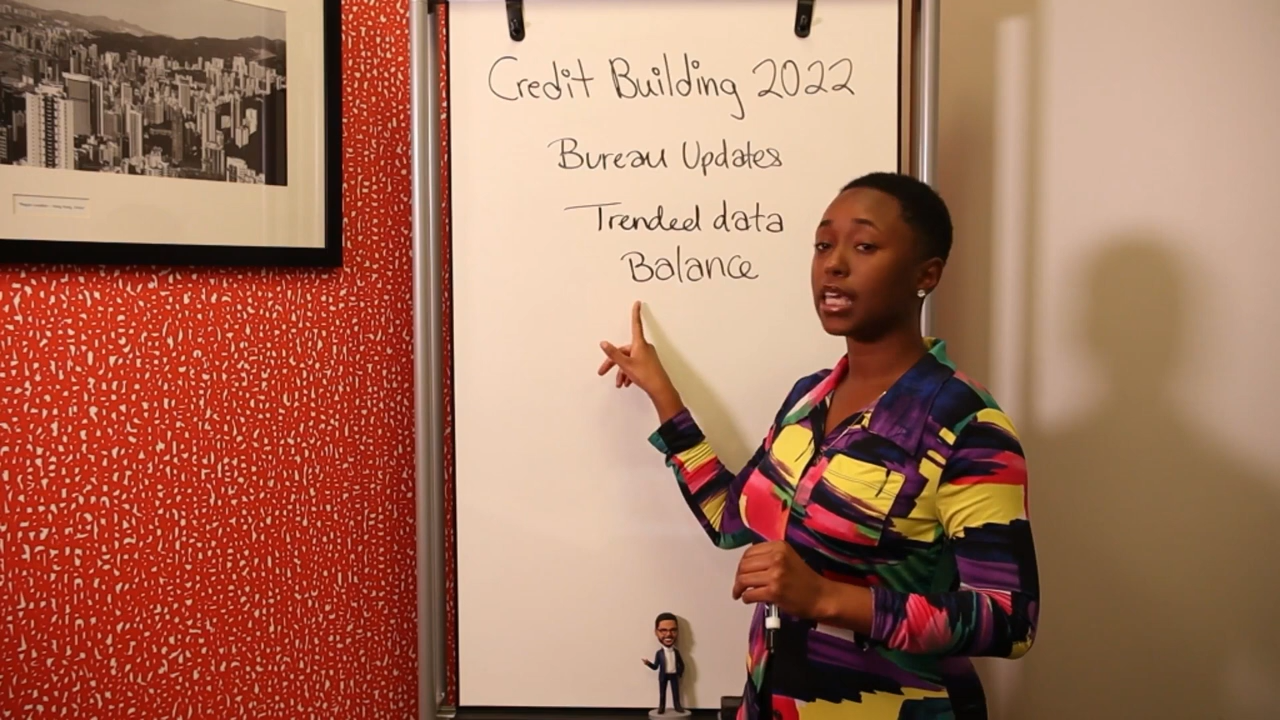 Credit Building 2022
Bureau Updates
Trended data
Balance